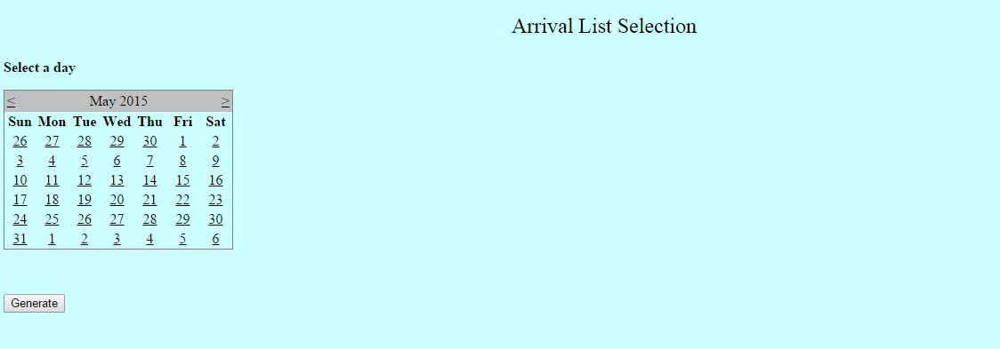 Arrival List Selection
Select a day
< May 2015 >
Sun Mon Tue Wed Thu Fri Sat
26 27 28 29 30 1 2
3 4 5 6 7 8 9
10 11 12 13 14 15 16
17 18 19 20 21 22 23
24 25 26 27 28 29 30
31 1 2 3 4 5 6
Generate